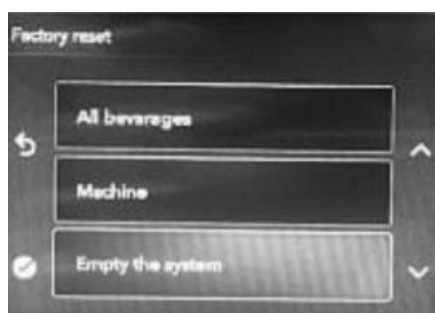 Factory reset
All beverages
Machine
Empty the system